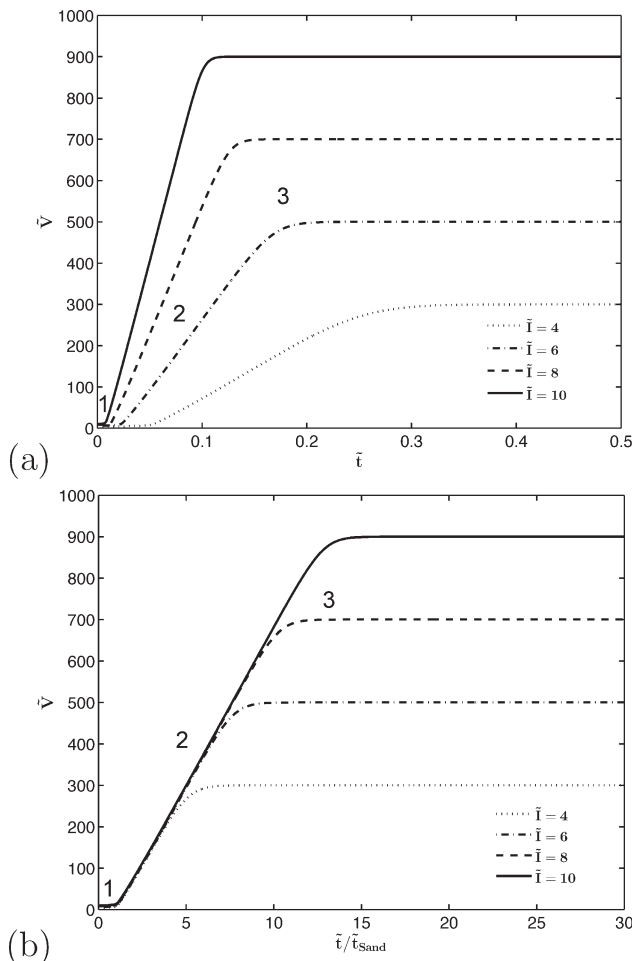 1000
900
800
700
600
500
400
300
200
100
0
Ṽ
1
2
3
Ĩ = 4
Ĩ = 6
Ĩ = 8
Ĩ = 10
0
0.1
0.2
0.3
0.4
0.5
t̃
(a)
1000
900
800
700
600
500
400
300
200
100
0
Ṽ
1
2
3
Ĩ = 4
Ĩ = 6
Ĩ = 8
Ĩ = 10
0
5
10
15
20
25
30
t̃/t̃Sand
(b)